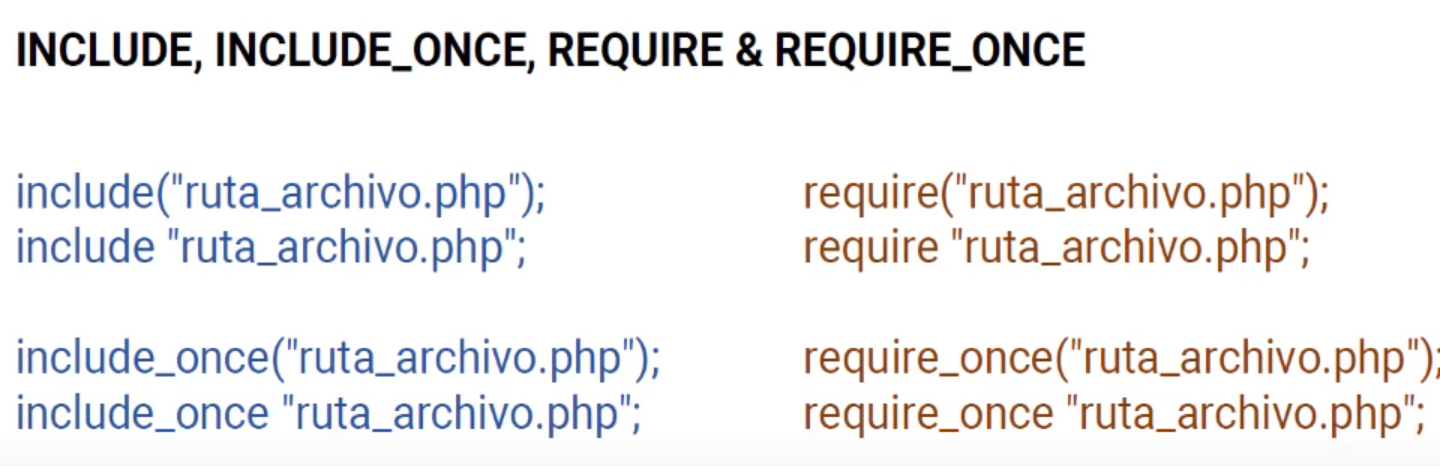 INCLUDE, INCLUDE_ONCE, REQUIRE & REQUIRE_ONCE
include("ruta_archivo.php");
include "ruta_archivo.php";
include_once("ruta_archivo.php");
include_once "ruta_archivo.php";
require("ruta_archivo.php");
require "ruta_archivo.php";
require_once("ruta_archivo.php");
require_once "ruta_archivo.php";